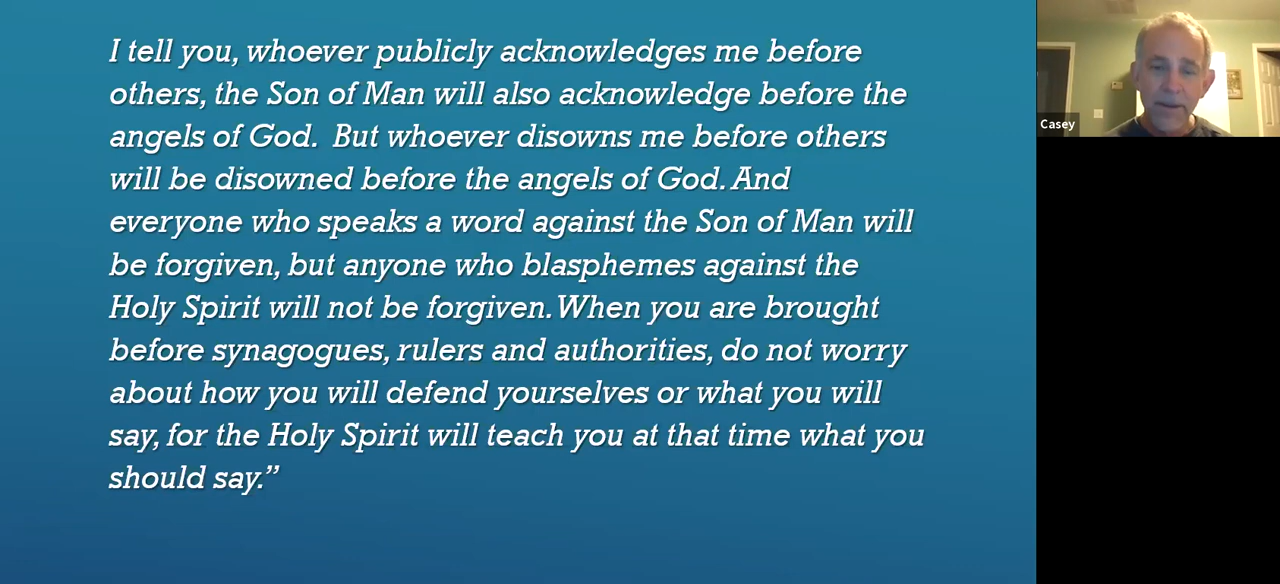 I tell you, whoever publicly acknowledges me before
others, the Son of Man will also acknowledge before the
angels of God.  But whoever disowns me before others
will be disowned before the angels of God. And
everyone who speaks a word against the Son of Man will
be forgiven, but anyone who blasphemes against the
Holy Spirit will not be forgiven. When you are brought
before synagogues, rulers and authorities, do not worry
about how you will defend yourselves or what you will
say, for the Holy Spirit will teach you at that time what you
should say.”
Casey